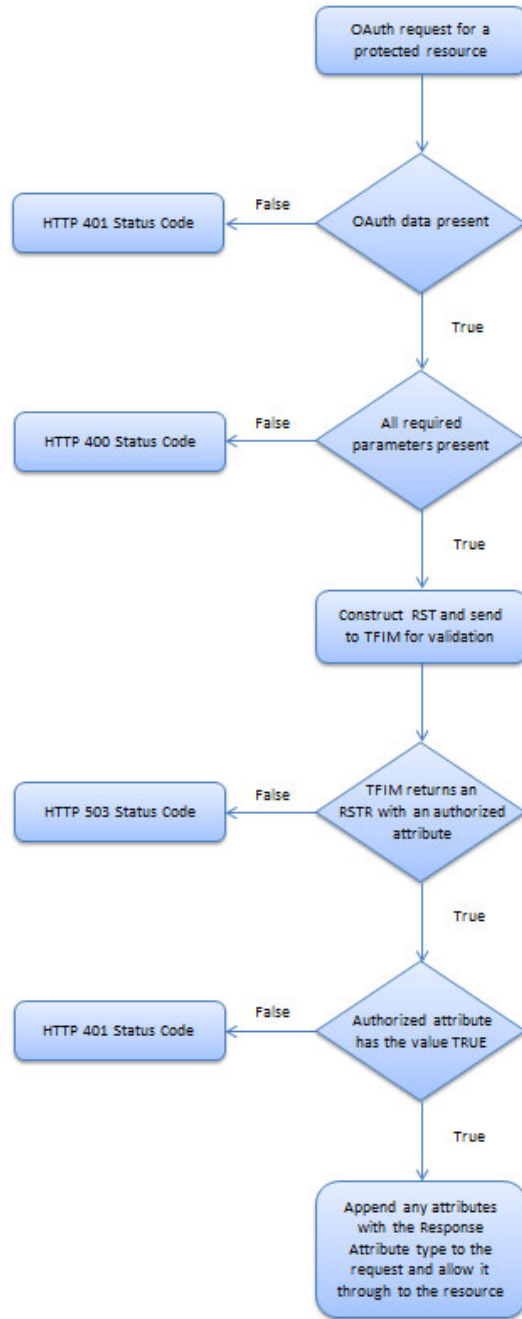 OAuth request for a
protected resource
False
HTTP 401 Status Code
OAuth data present
True
False
HTTP 400 Status Code
All required
parameters present
True
Construct RST and send
to TFIM for validation
False
HTTP 503 Status Code
TFIM returns an
RSTR with an authorized
attribute
True
False
HTTP 401 Status Code
Authorized attribute
has the value TRUE
True
Append any attributes
with the Response
Attribute type to the
request and allow it
through to the resource